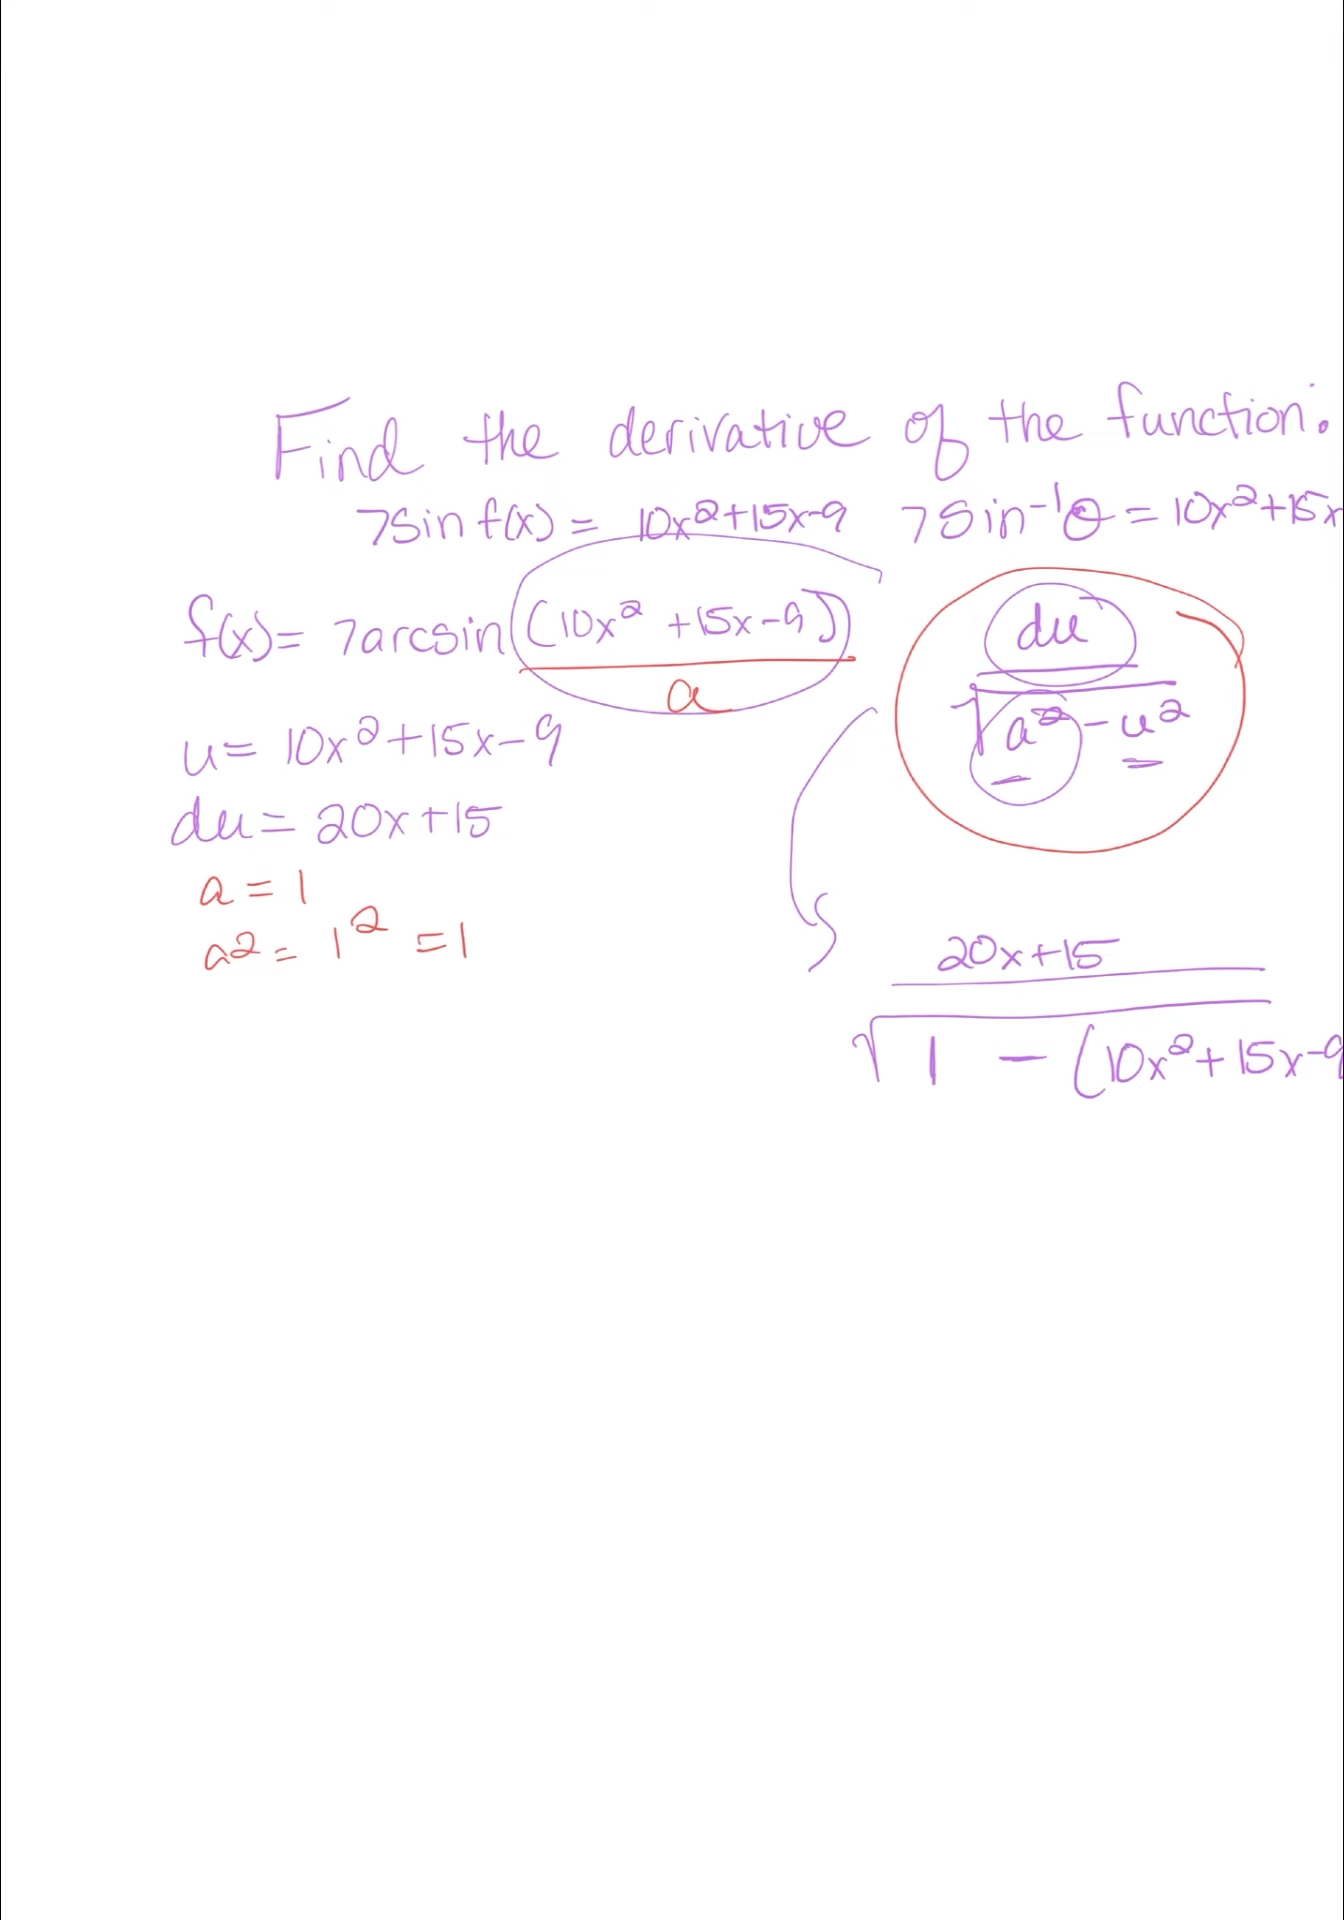 Find the derivative of the function:
7sin f(x) = 10x²+15x-9 7sin⁻¹θ = 10x²+15x
f(x)= 7arcsin((10x² +15x-9))
a
du
√a² - u²
u= 10x²+15x-9
du= 20x+15
a = 1
a2 = 1² = 1
20x+15
√1 - (10x²+15x-9